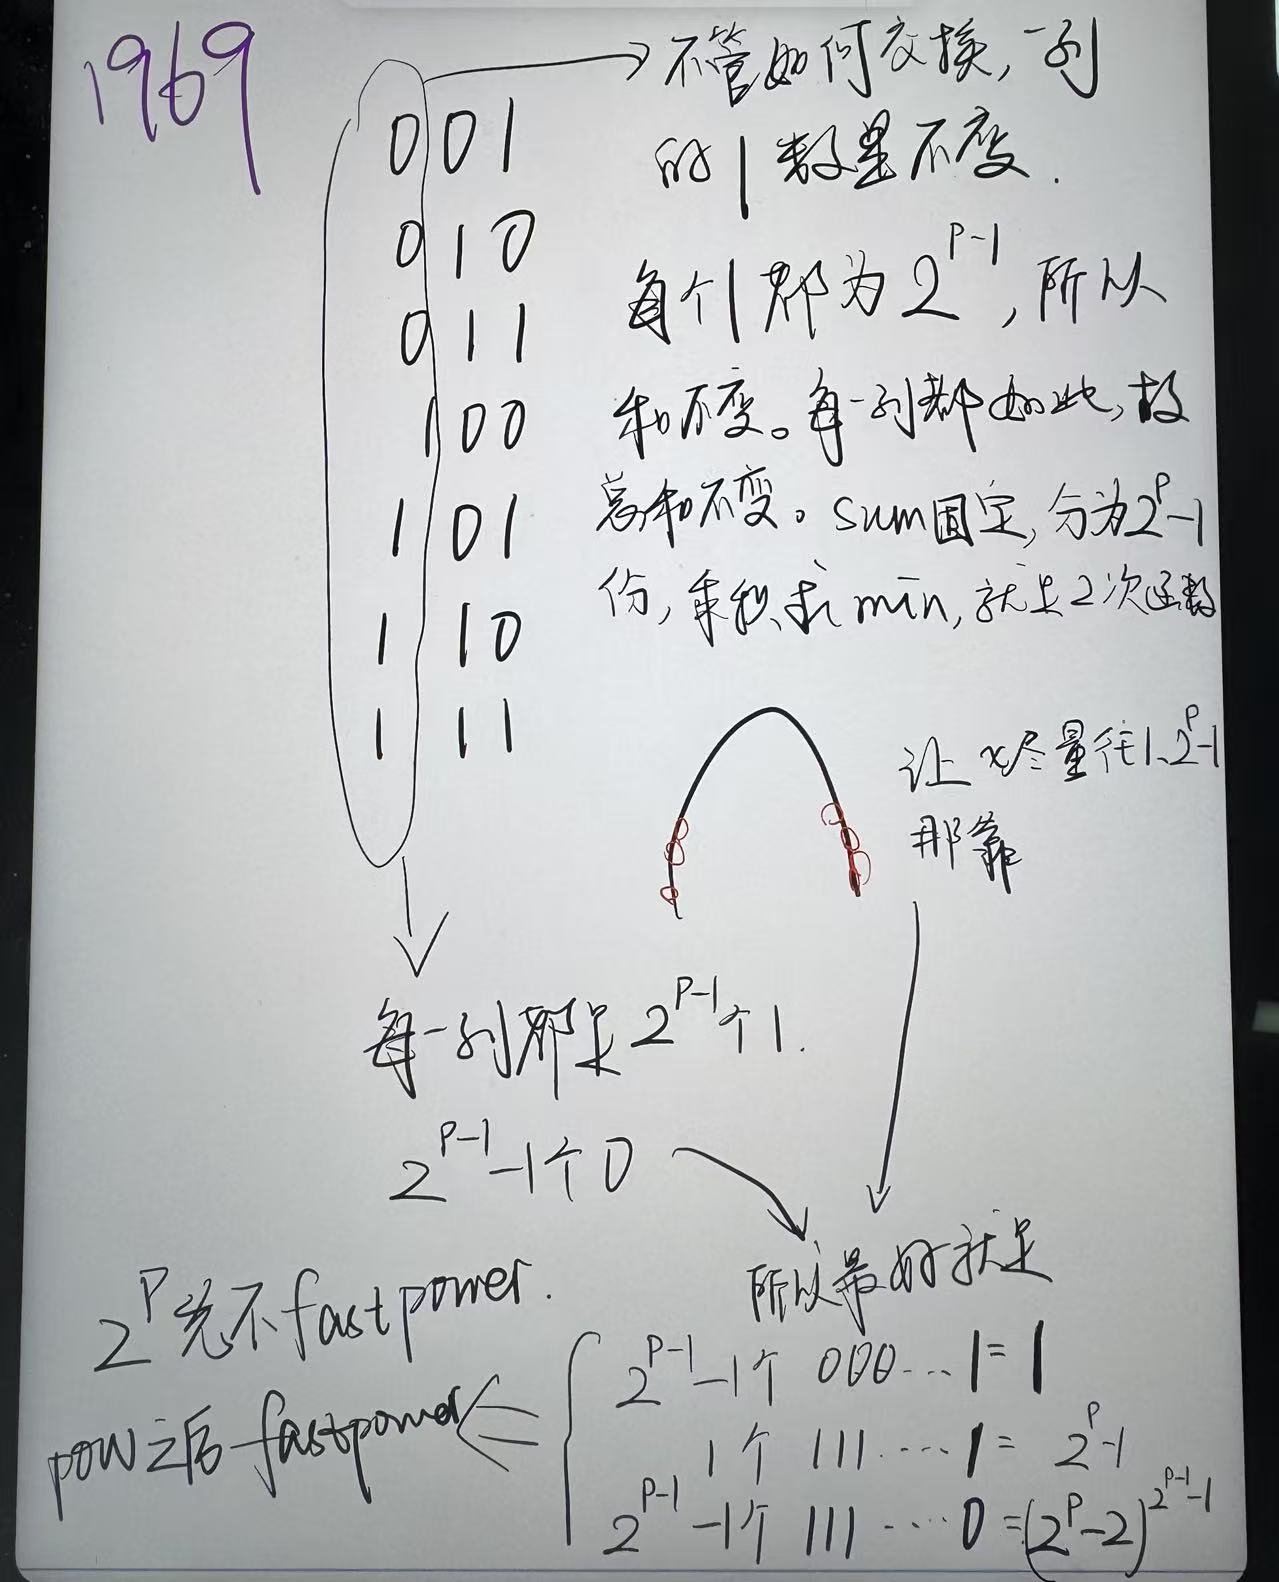 1969
001
010
011
100
101
110
111
不管如何交换,一列
的1数量不变.
每个1都为2^{p-1},所以
和不变。每一列都如此,故
总和不变。sum固定,分为2^p-1
份,乘积求min,就是2次函数
让x尽量往1、2^p-1
那靠
每一列都是2^{p-1}个1.
2^{p-1}-1个0
所以最好就是
2^{p-1}-1个 000...1=1
1个 111....1= 2^p-1
2^{p-1}-1个 111....0=(2^p-2)^{2^{p-1}-1}
2^p先不fastpower.
pow之后fastpower